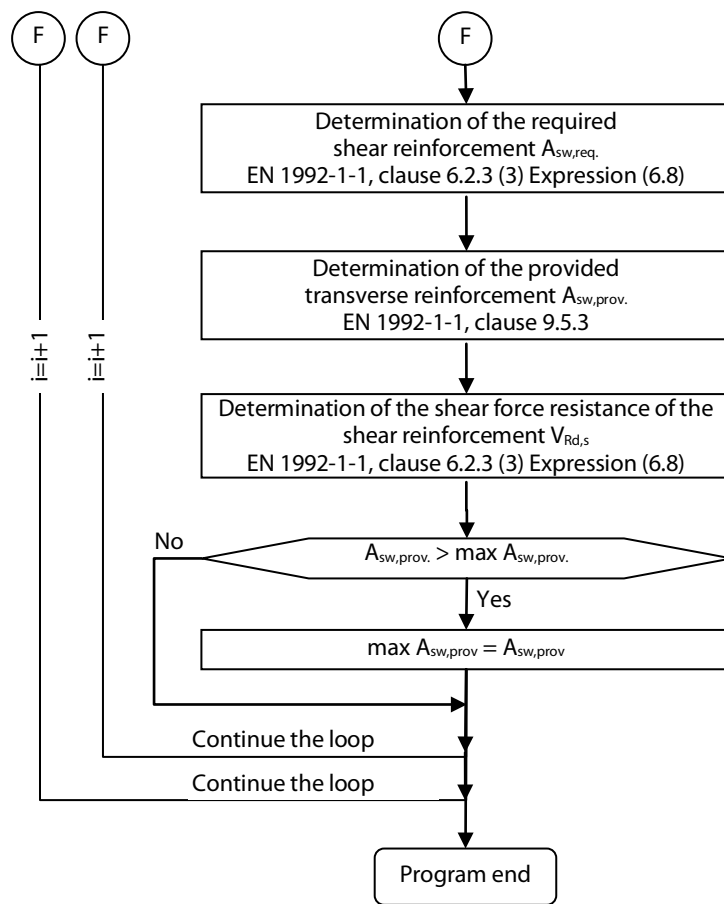 F
F
F
Determination of the required
shear reinforcement Asw,req.
EN 1992-1-1, clause 6.2.3 (3) Expression (6.8)
Determination of the provided
transverse reinforcement Asw,prov.
EN 1992-1-1, clause 9.5.3
i=i+1
i=i+1
Determination of the shear force resistance of the
shear reinforcement VRd,s
EN 1992-1-1, clause 6.2.3 (3) Expression (6.8)
No
Asw,prov. > max Asw,prov.
Yes
max Asw,prov = Asw,prov
Continue the loop
Continue the loop
Program end